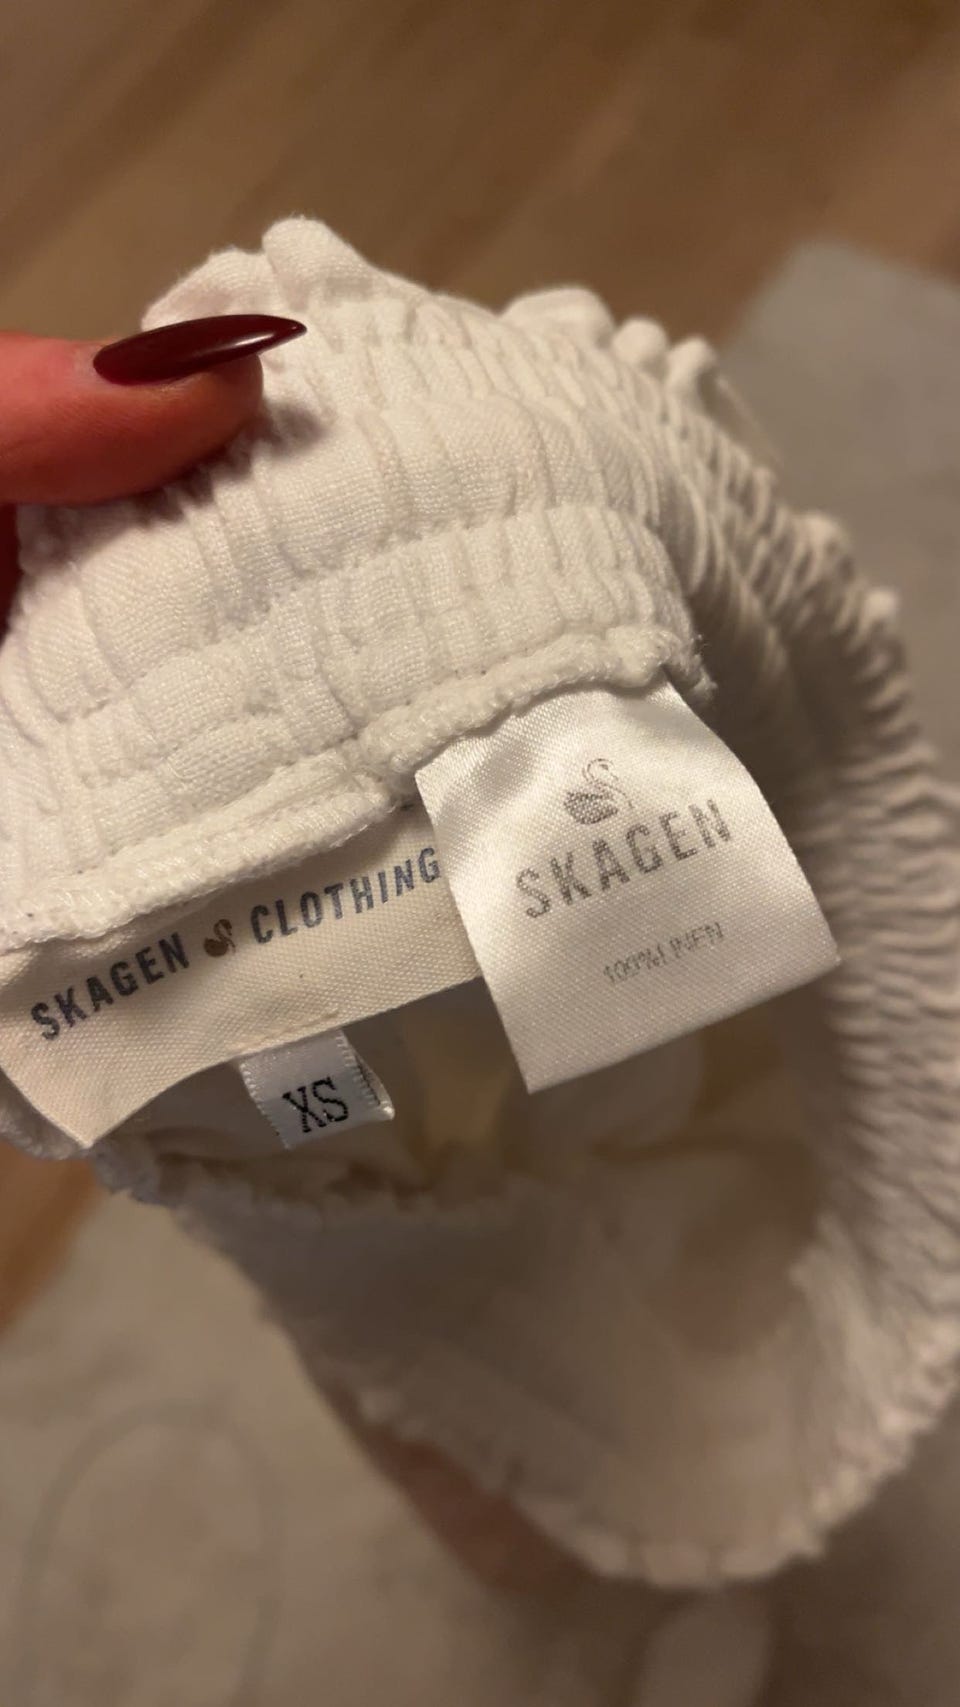 SKAGEN CLOTHING
XS
SKAGEN
100% LINEN